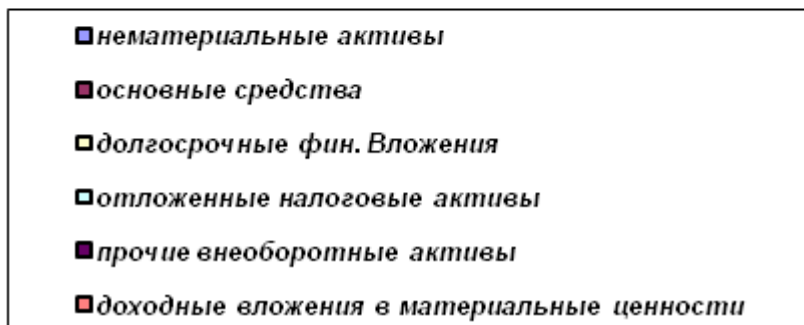 нематериальные активы
основные средства
долгосрочные фин. Вложения
отложенные налоговые активы
прочие внеоборотные активы
доходные вложения в материальные ценности